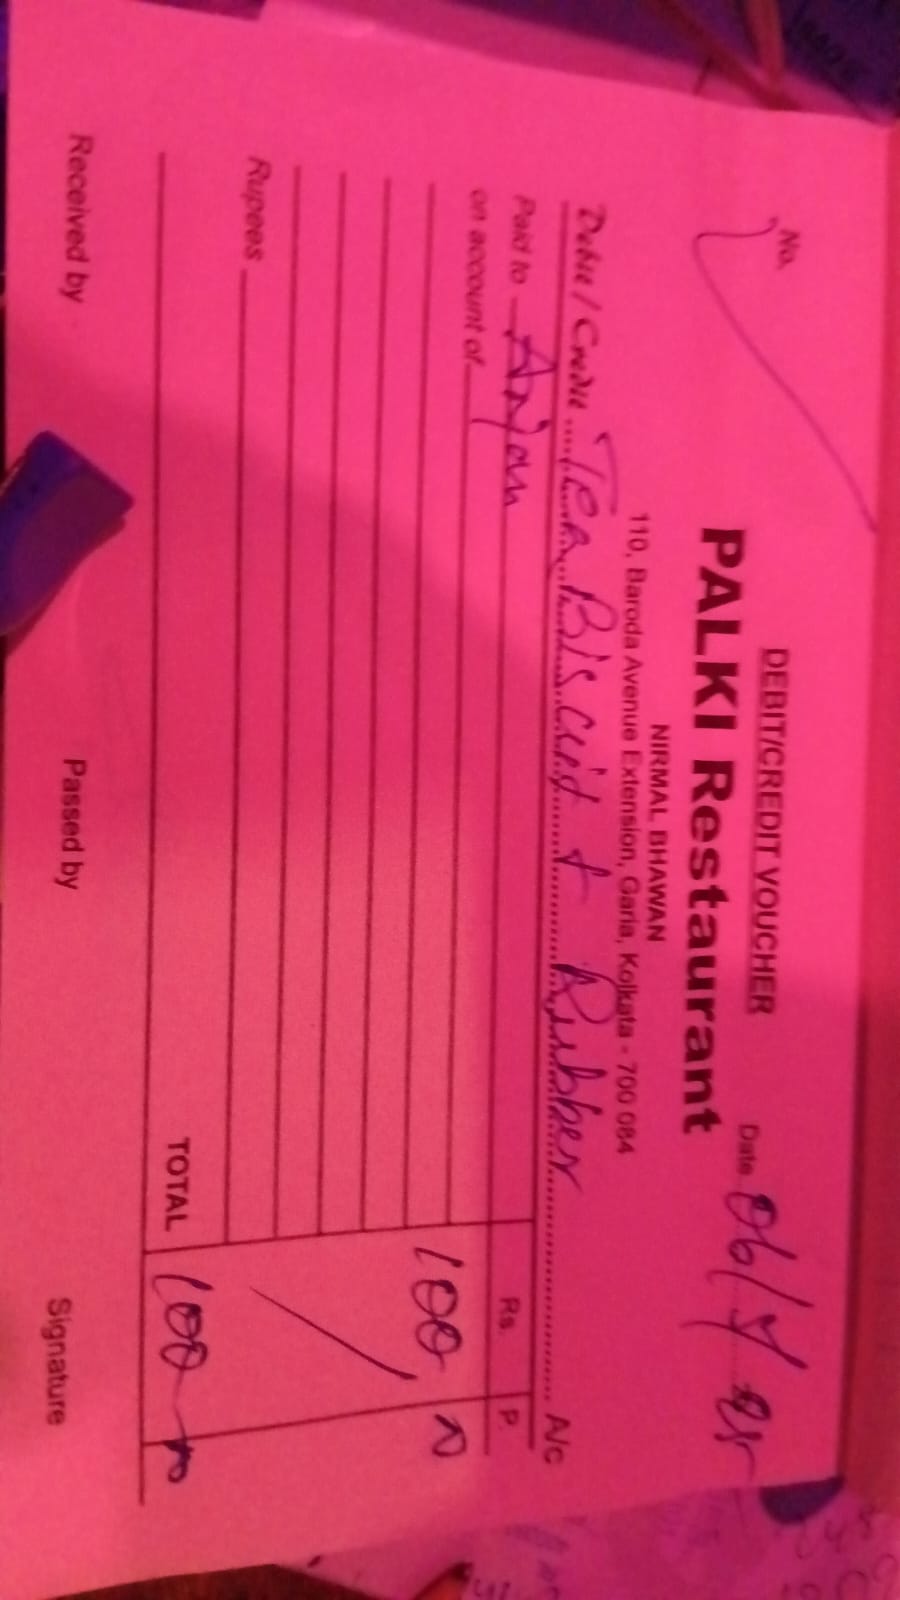 DEBIT/CREDIT VOUCHER
No.
Date 06/7/25
PALKI Restaurant
NIRMAL BHAWAN
110, Baroda Avenue Extension, Garia, Kolkata - 700 084
Debit / Credit Tea Biscuit + Rubber A/c
Paid to Anjan
Rs. P.
on account of
100
Rupees
TOTAL 100
Received by Passed by Signature